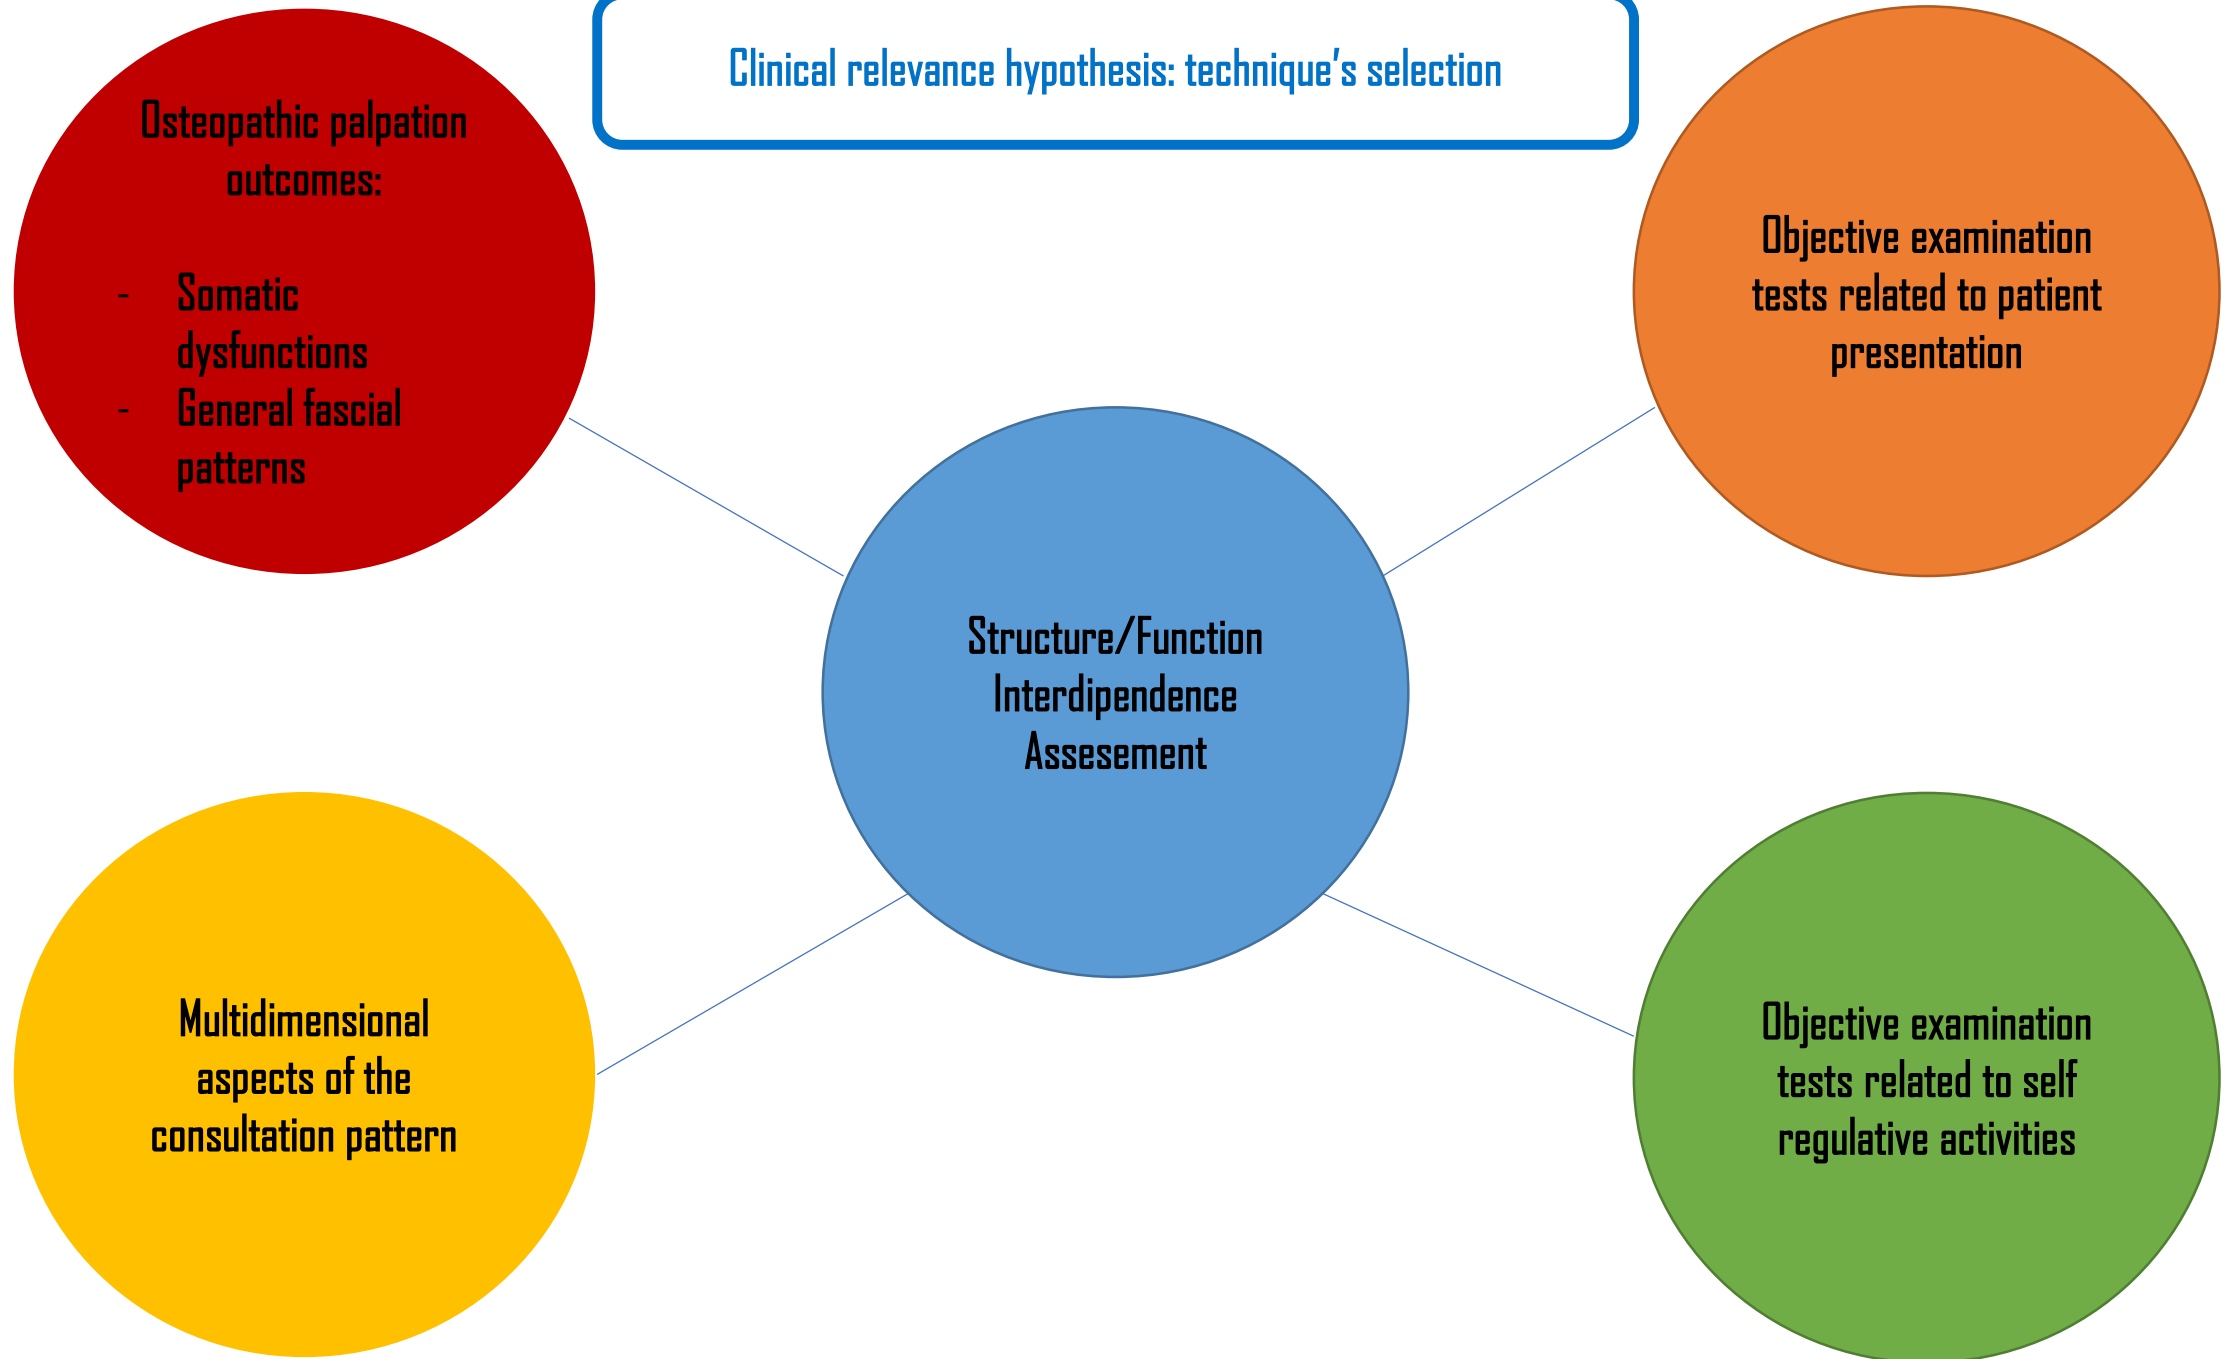 Clinical relevance hypothesis: technique's selection
Osteopathic palpation
outcomes:
- Somatic
dysfunctions
- General fascial
patterns
Objective examination
tests related to patient
presentation
Structure/Function
Interdipendence
Assesement
Multidimensional
aspects of the
consultation pattern
Objective examination
tests related to self
regulative activities